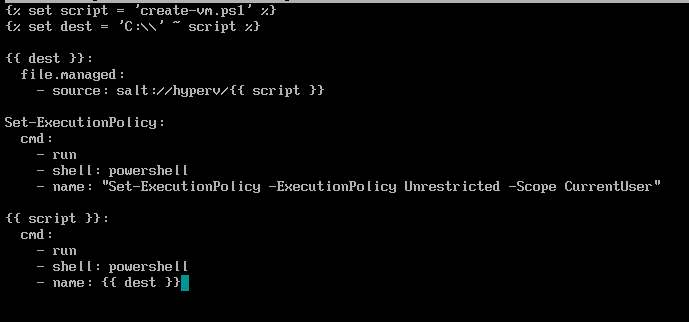 {% set script = 'create-vm.ps1' %}
{% set dest = 'C:\\' ~ script %}
{{ dest }}:
  file.managed:
    - source: salt://hyperv/{{ script }}
Set-ExecutionPolicy:
  cmd:
    - run
    - shell: powershell
    - name: "Set-ExecutionPolicy -ExecutionPolicy Unrestricted -Scope CurrentUser"
{{ script }}:
  cmd:
    - run
    - shell: powershell
    - name: {{ dest }}